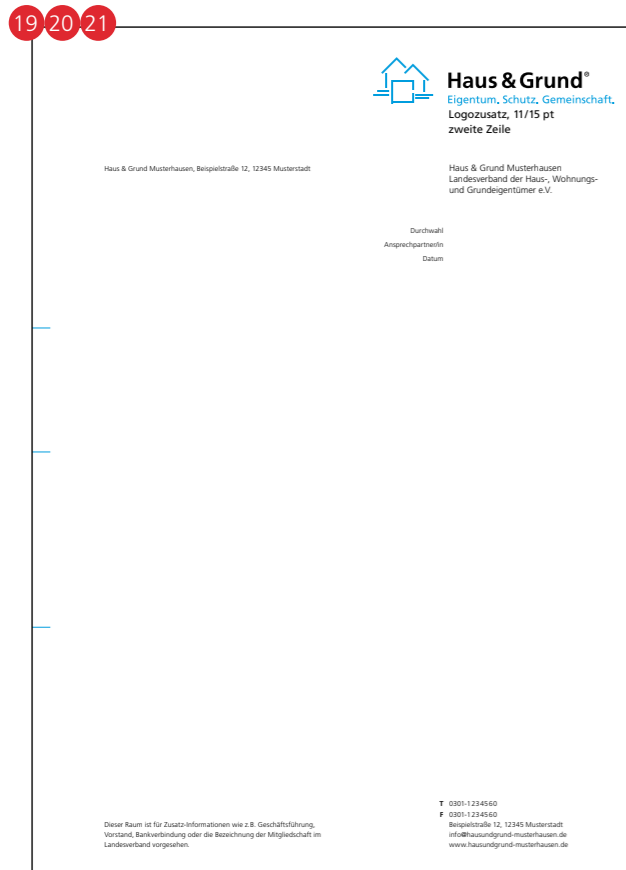 19 20 21
Haus & Grund®
Eigentum. Schutz. Gemeinschaft.
Logozusatz, 11/15 pt
zweite Zeile
Haus & Grund Musterhausen, Beispielstraße 12, 12345 Musterstadt
Haus & Grund Musterhausen
Landesverband der Haus-, Wohnungs-
und Grundeigentümer e.V.
Durchwahl
Ansprechpartner/in
Datum
T 0301-1234560
F 0301-1234560
Beispielstraße 12, 12345 Musterstadt
info@hausundgrund-musterhausen.de
www.hausundgrund-musterhausen.de
Dieser Raum ist für Zusatz-Informationen wie z.B. Geschäftsführung,
Vorstand, Bankverbindung oder die Bezeichnung der Mitgliedschaft im
Landesverband vorgesehen.